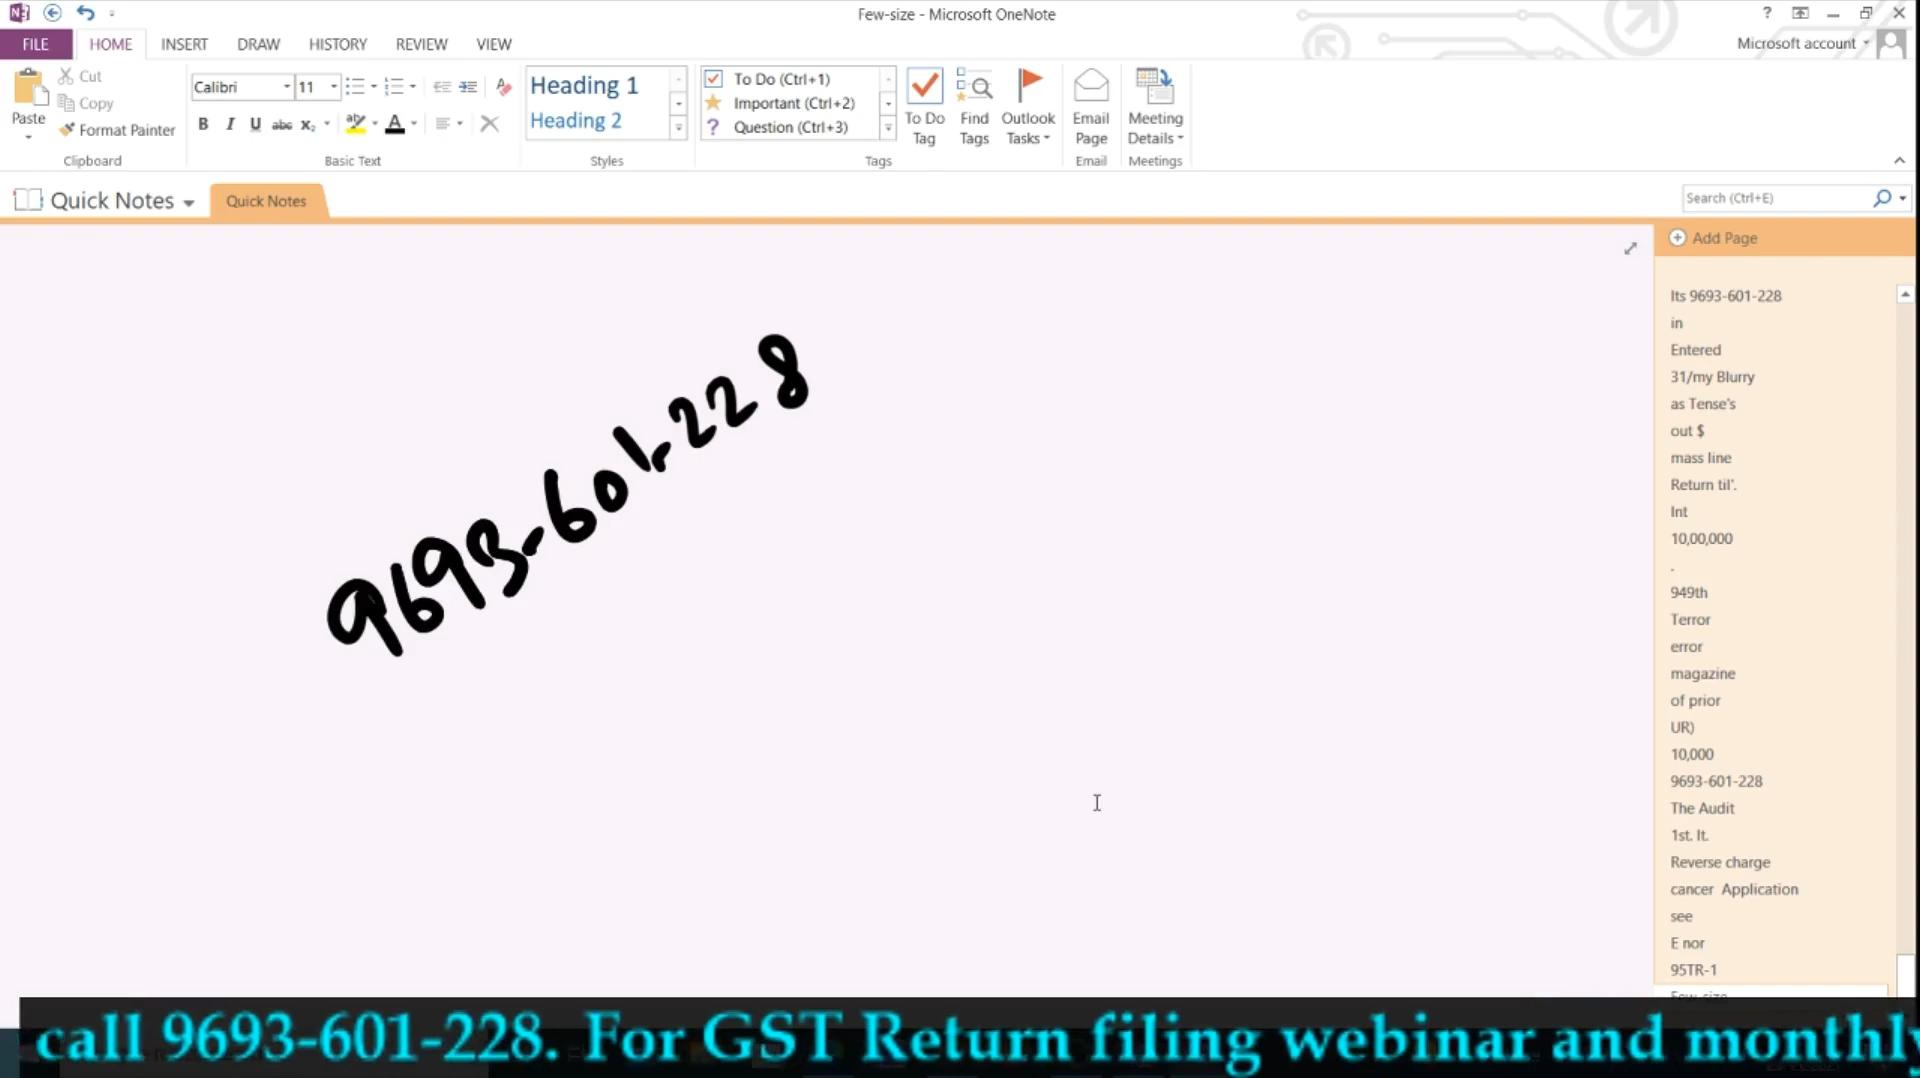 Few-size - Microsoft OneNote
?
FILE HOME INSERT DRAW HISTORY REVIEW VIEW
Microsoft account
Paste
Cut
Copy
Format Painter
Clipboard
Calibri 11
B I U abc X₂ aby A
Basic Text
Heading 1
Heading 2
Styles
To Do (Ctrl+1)
Important (Ctrl+2)
? Question (Ctrl+3)
To Do Tag
Find Tags
Outlook Tasks
Tags
Email Page
Email
Meeting Details
Meetings
Quick Notes
Quick Notes
Search (Ctrl+E)
Add Page
9693-601-228
Its 9693-601-228
in
Entered
31/my Blurry
as Tense's
out $
mass line
Return til'.
Int
10,00,000
.
949th
Terror
error
magazine
of prior
UR)
10,000
9693-601-228
The Audit
1st. It.
Reverse charge
cancer Application
see
E nor
95TR-1
Few-size
call 9693-601-228. For GST Return filing webinar and monthly